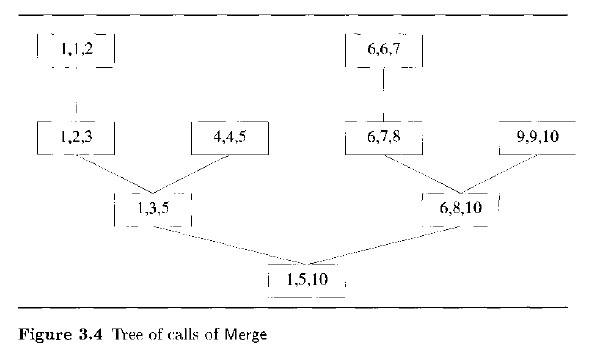 1,1,2 6,6,7
1,2,3 4,4,5 6,7,8 9,9,10
1,3,5 6,8,10
1,5,10
Figure 3.4 Tree of calls of Merge